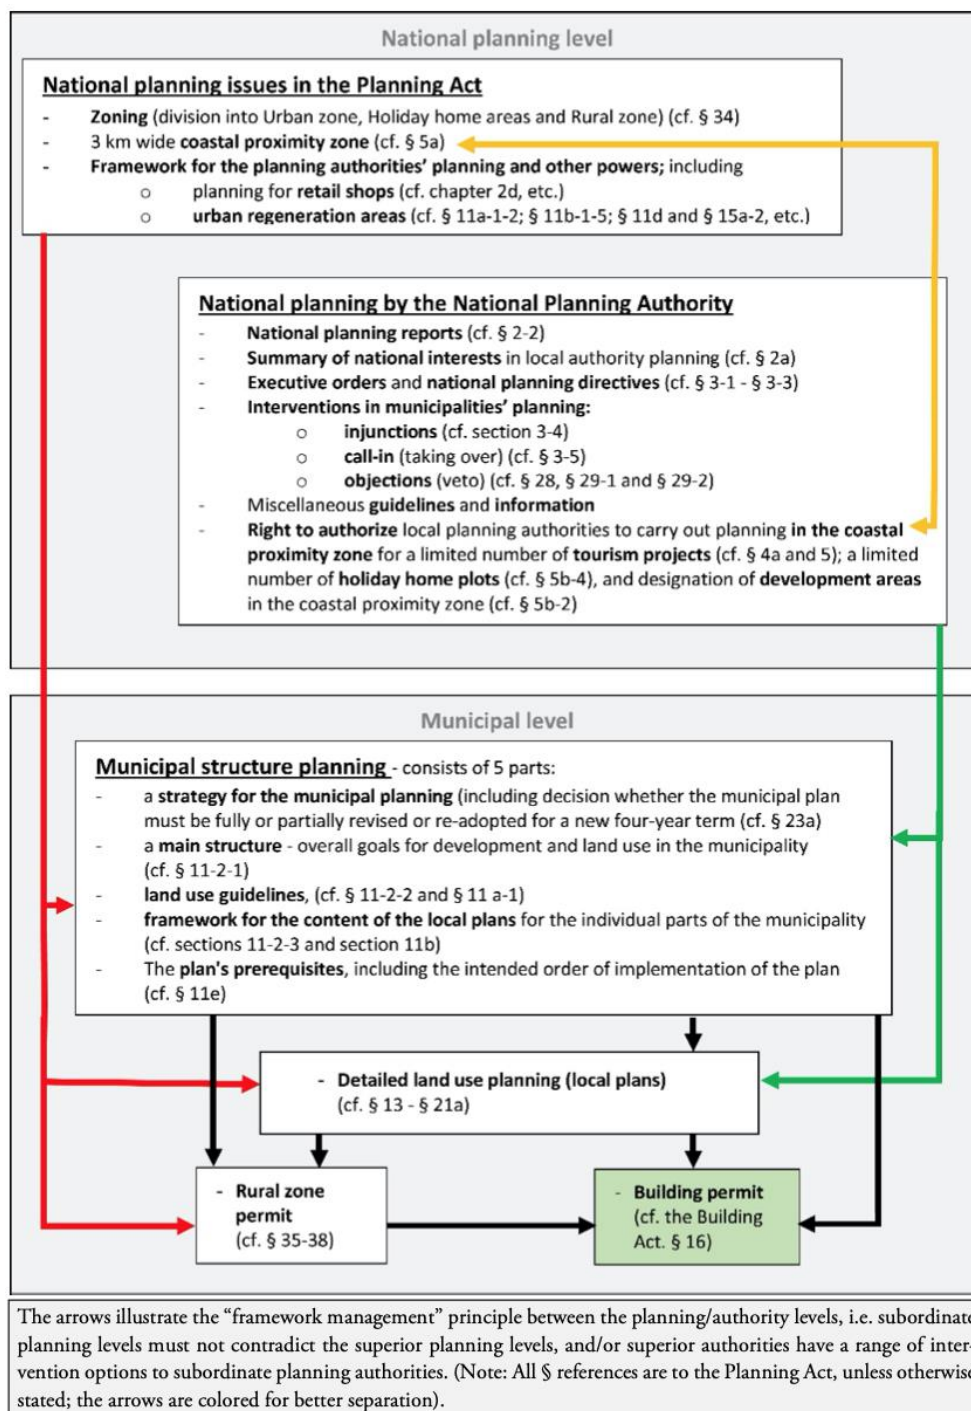 National planning level
National planning issues in the Planning Act
- Zoning (division into Urban zone, Holiday home areas and Rural zone) (cf. § 34)
- 3 km wide coastal proximity zone (cf. § 5a)
- Framework for the planning authorities' planning and other powers; including
o planning for retail shops (cf. chapter 2d, etc.)
o urban regeneration areas (cf. § 11a-1-2; § 11b-1-5; § 11d and § 15a-2, etc.)
National planning by the National Planning Authority
- National planning reports (cf. § 2-2)
- Summary of national interests in local authority planning (cf. § 2a)
- Executive orders and national planning directives (cf. § 3-1 - § 3-3)
- Interventions in municipalities' planning:
o injunctions (cf. section 3-4)
o call-in (taking over) (cf. § 3-5)
o objections (veto) (cf. § 28, § 29-1 and § 29-2)
- Miscellaneous guidelines and information
- Right to authorize local planning authorities to carry out planning in the coastal
proximity zone for a limited number of tourism projects (cf. § 4a and 5); a limited
number of holiday home plots (cf. § 5b-4), and designation of development areas
in the coastal proximity zone (cf. § 5b-2)
Municipal level
Municipal structure planning - consists of 5 parts:
- a strategy for the municipal planning (including decision whether the municipal plan
must be fully or partially revised or re-adopted for a new four-year term (cf. § 23a)
- a main structure - overall goals for development and land use in the municipality
(cf. § 11-2-1)
- land use guidelines, (cf. § 11-2-2 and § 11 a-1)
- framework for the content of the local plans for the individual parts of the municipality
(cf. sections 11-2-3 and section 11b)
- The plan's prerequisites, including the intended order of implementation of the plan
(cf. § 11e)
- Detailed land use planning (local plans)
(cf. § 13 - § 21a)
- Rural zone
permit
(cf. § 35-38)
- Building permit
(cf. the Building
Act. § 16)
The arrows illustrate the “framework management” principle between the planning/authority levels, i.e. subordinate
planning levels must not contradict the superior planning levels, and/or superior authorities have a range of inter-
vention options to subordinate planning authorities. (Note: All § references are to the Planning Act, unless otherwise
stated; the arrows are colored for better separation).